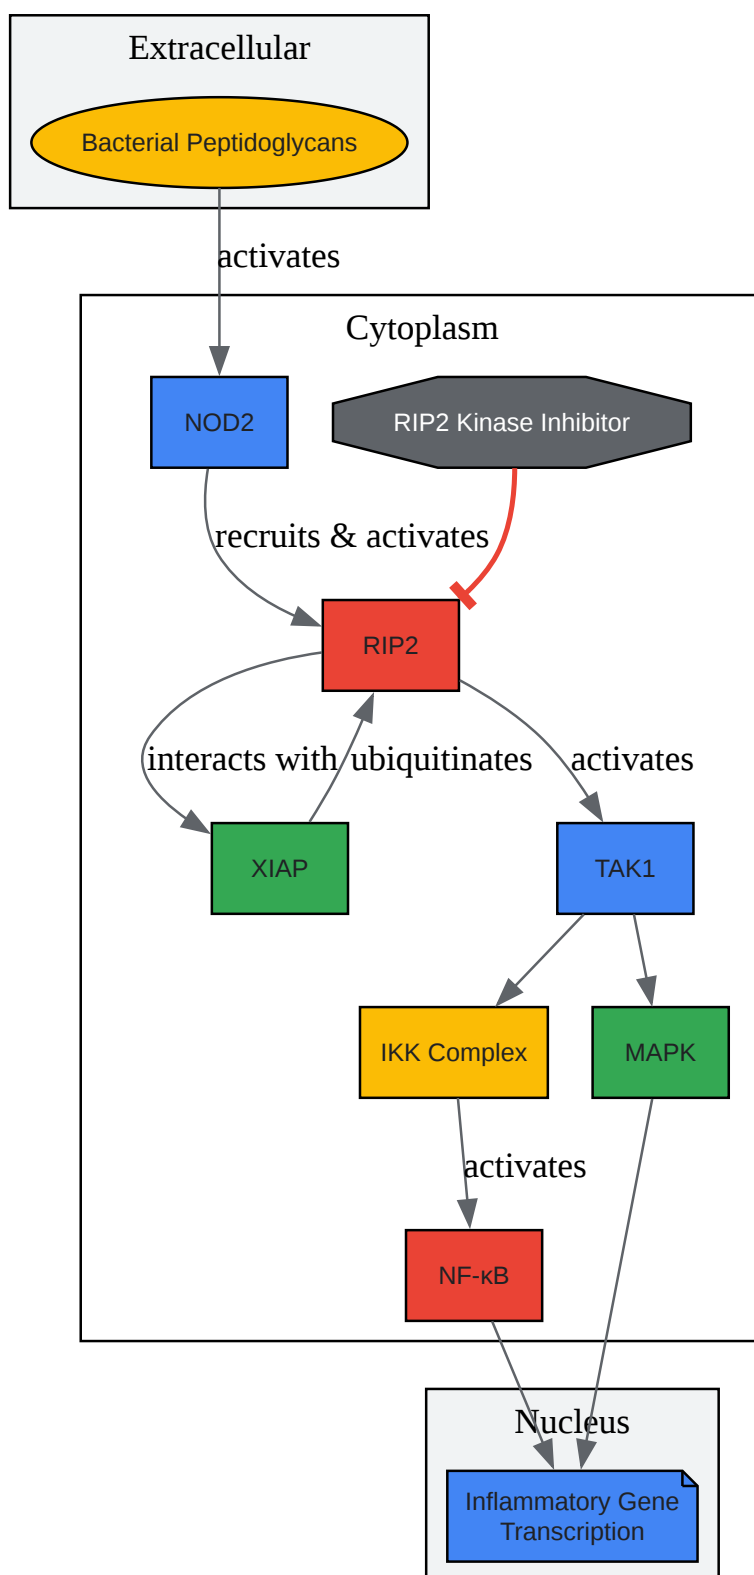 Extracellular
Bacterial Peptidoglycans
activates
Cytoplasm
NOD2
RIP2 Kinase Inhibitor
recruits & activates
RIP2
interacts with
ubiquitinates
activates
XIAP
TAK1
IKK Complex
MAPK
activates
NF-κB
Nucleus
Inflammatory Gene
Transcription